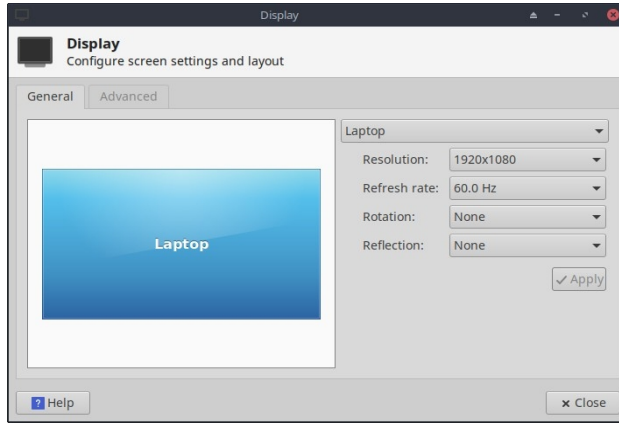 Display
Display
Configure screen settings and layout
General
Advanced
Laptop
Laptop
Resolution:
1920x1080
Refresh rate:
60.0 Hz
Rotation:
None
Reflection:
None
Apply
? Help
Close